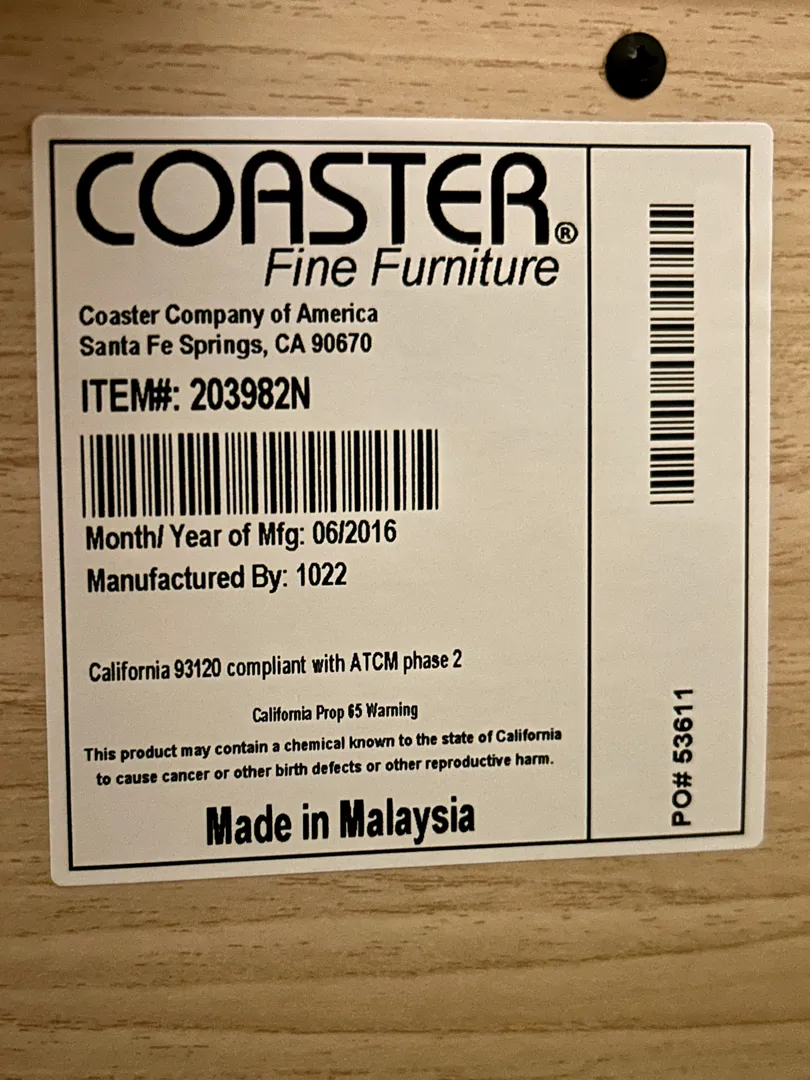 COASTER®
Fine Furniture
Coaster Company of America
Santa Fe Springs, CA 90670
ITEM#: 203982N
Month/ Year of Mfg: 06/2016
Manufactured By: 1022
California 93120 compliant with ATCM phase 2
California Prop 65 Warning
This product may contain a chemical known to the state of California
to cause cancer or other birth defects or other reproductive harm.
Made in Malaysia
PO# 53611